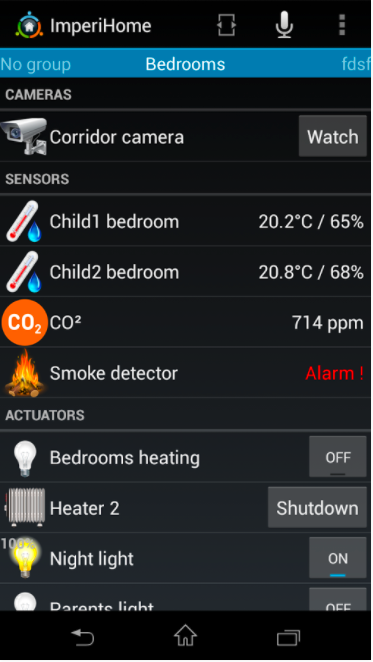 ImperiHome
No group Bedrooms fdsf
CAMERAS
Corridor camera Watch
SENSORS
Child1 bedroom 20.2°C / 65%
Child2 bedroom 20.8°C / 68%
CO₂ CO² 714 ppm
Smoke detector Alarm !
ACTUATORS
Bedrooms heating OFF
Heater 2 Shutdown
100%
Night light ON
Parents light OFF